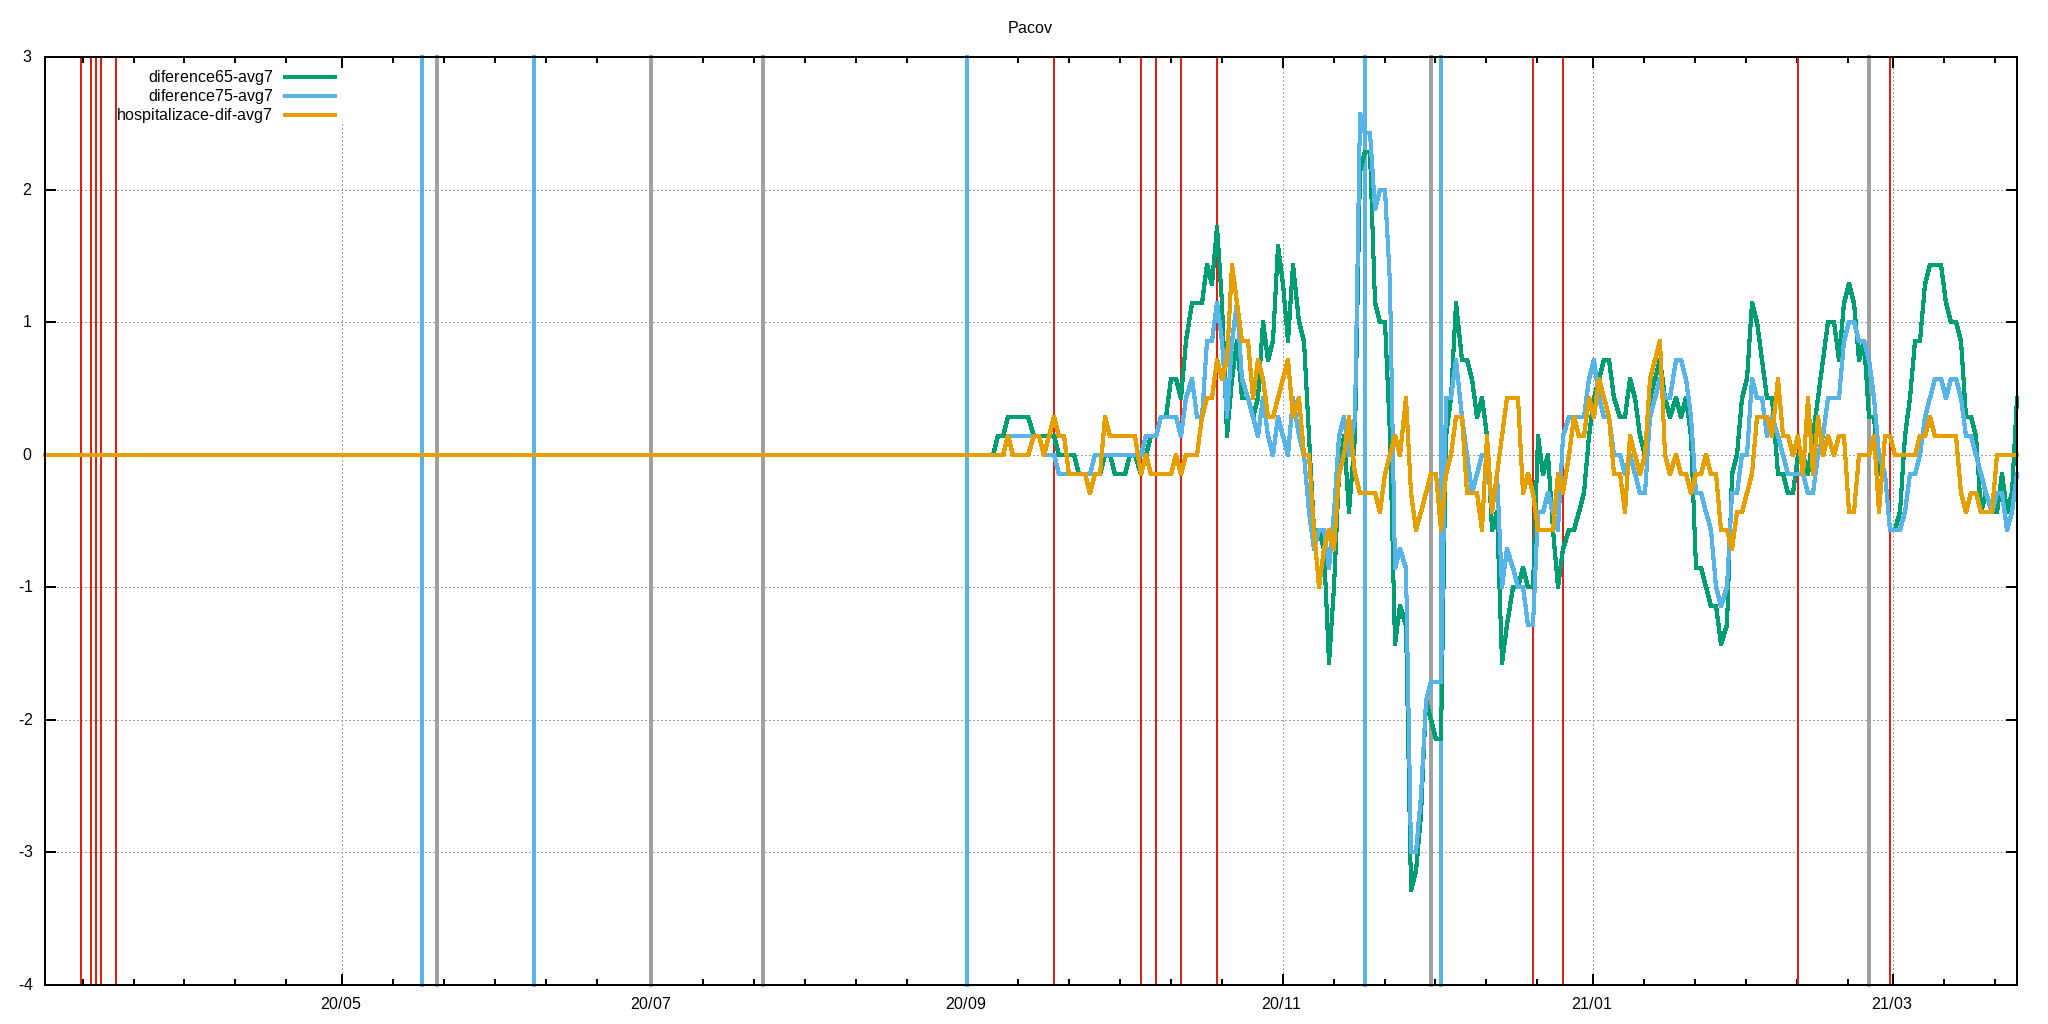 Pacov
3
diference65-avg7
diference75-avg7
hospitalizace-dif-avg7
2
1
0
-1
-2
-3
-4
20/05 20/07 20/09 20/11 21/01 21/03